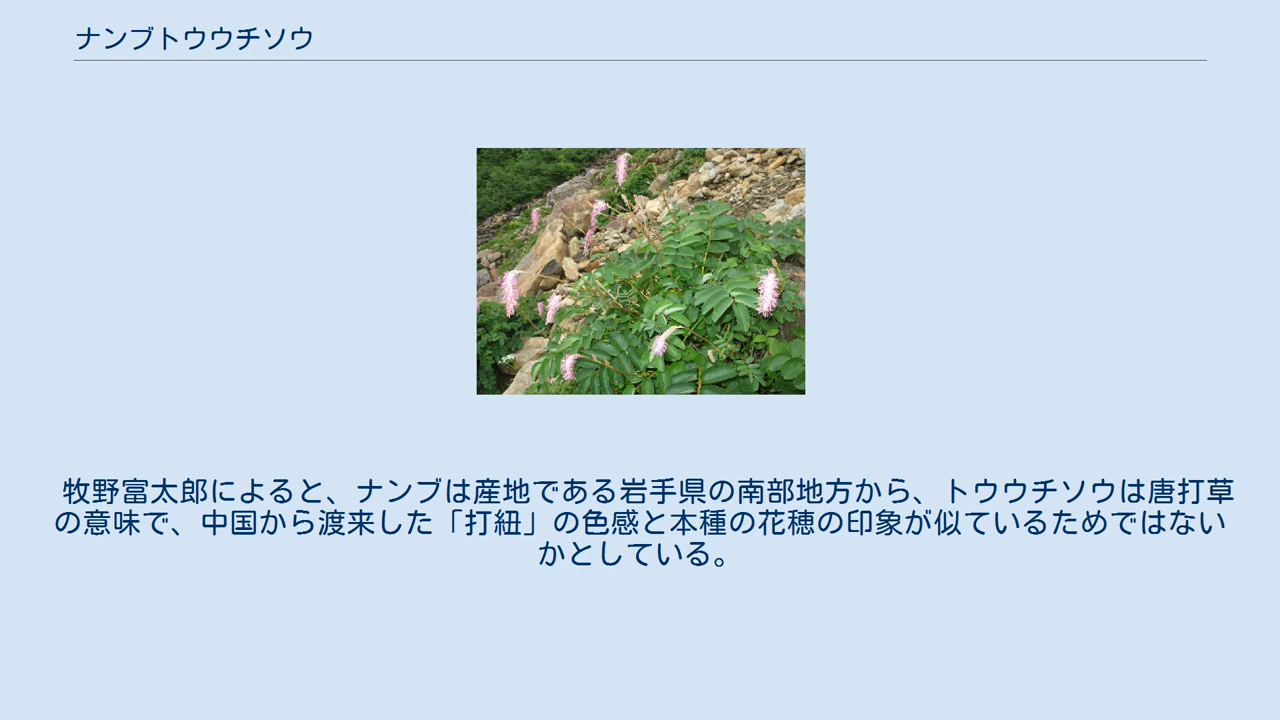 ナンブトウウチソウ
牧野富太郎によると、ナンブは産地である岩手県の南部地方から、トウウチソウは唐打草
の意味で、中国から渡来した「打紐」の色感と本種の花穂の印象が似ているためではない
かとしている。